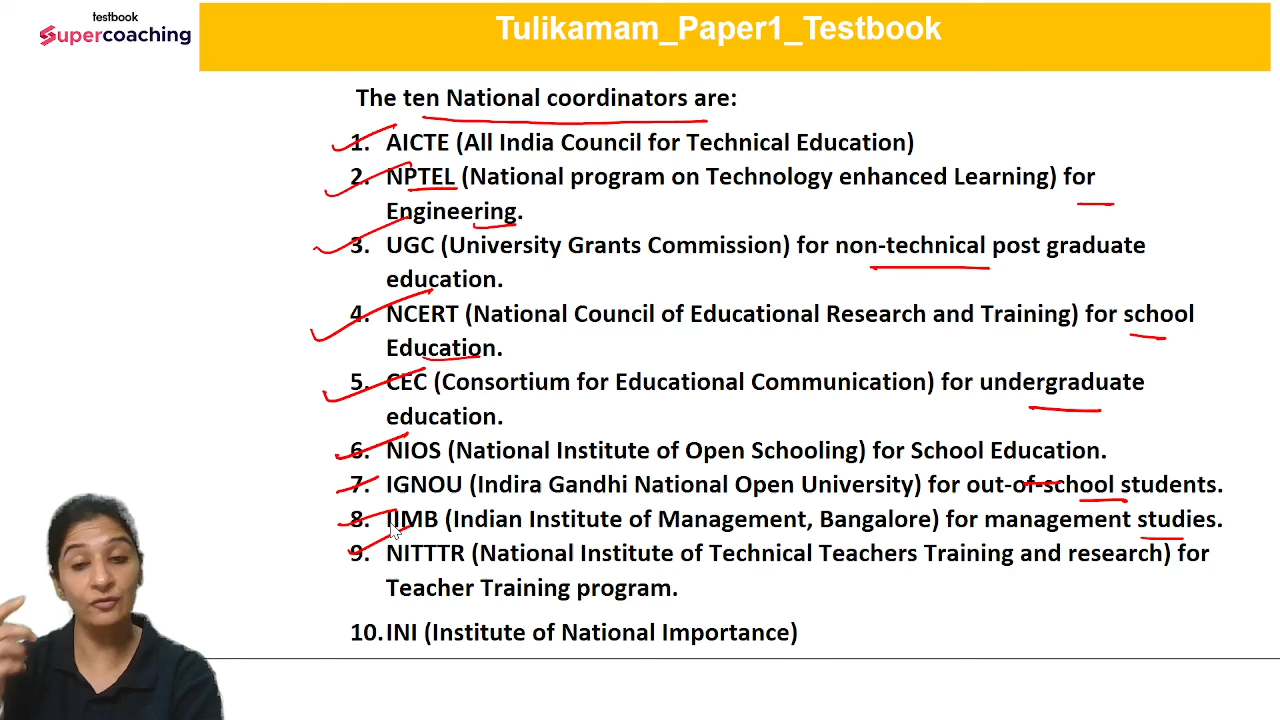 testbook
Supercoaching
Tulikamam_Paper1_Testbook
The ten National coordinators are:
1. AICTE (All India Council for Technical Education)
2. NPTEL (National program on Technology enhanced Learning) for
Engineering.
3. UGC (University Grants Commission) for non-technical post graduate
education.
4. NCERT (National Council of Educational Research and Training) for school
Education.
5. CEC (Consortium for Educational Communication) for undergraduate
education.
6. NIOS (National Institute of Open Schooling) for School Education.
7. IGNOU (Indira Gandhi National Open University) for out-of-school students.
8. IIMB (Indian Institute of Management, Bangalore) for management studies.
9. NITTTR (National Institute of Technical Teachers Training and research) for
Teacher Training program.
10. INI (Institute of National Importance)